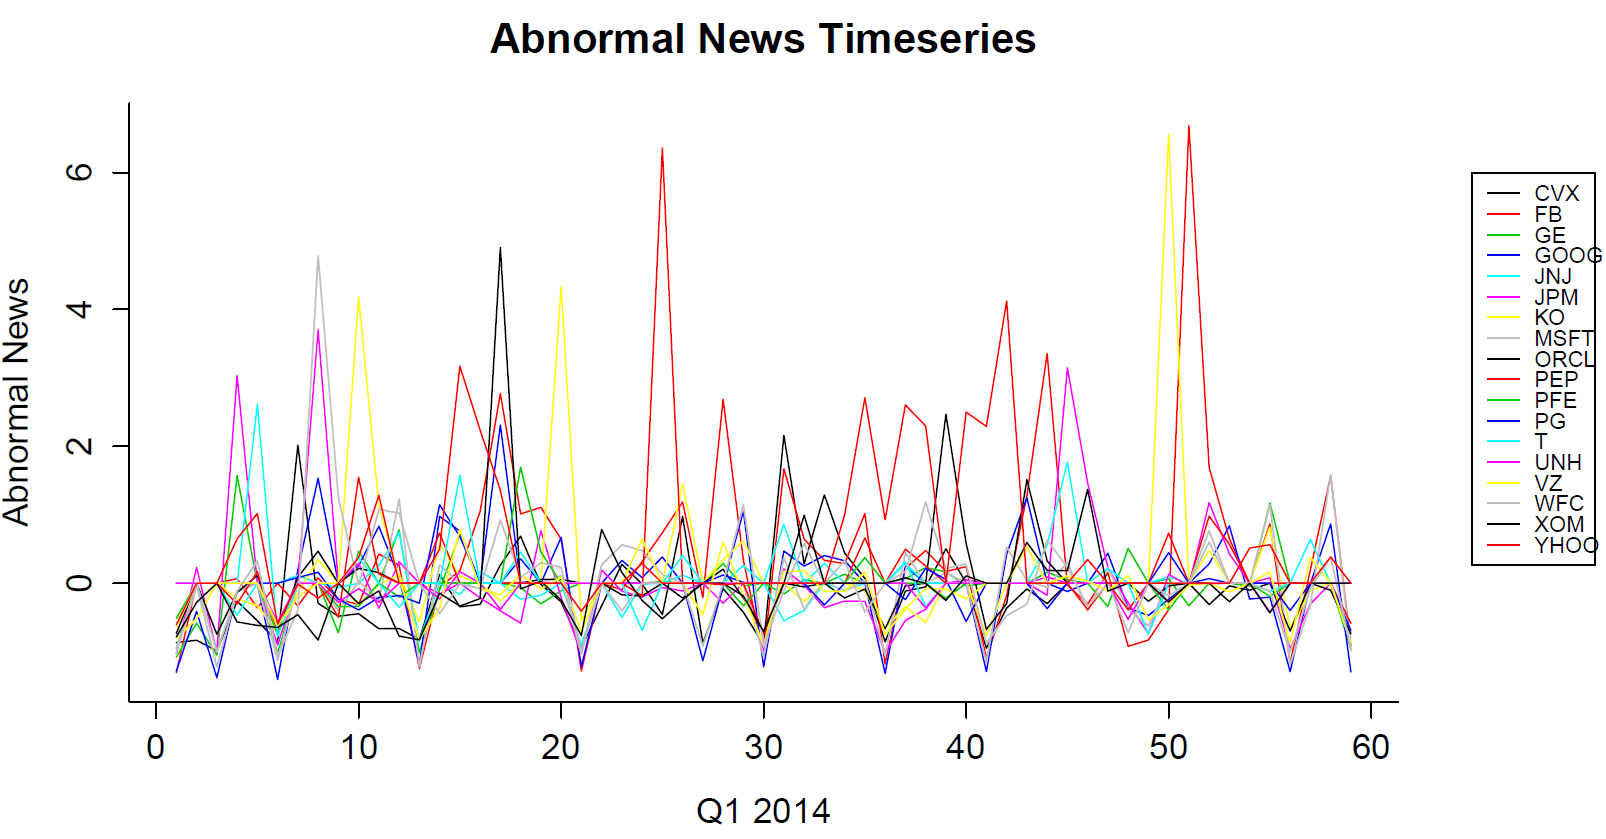 Abnormal News Timeseries
Abnormal News
6
4
2
0
0 10 20 30 40 50 60
Q1 2014
CVX
FB
GE
GOOG
JNJ
JPM
KO
MSFT
ORCL
PEP
PFE
PG
T
UNH
VZ
WFC
XOM
YHOO